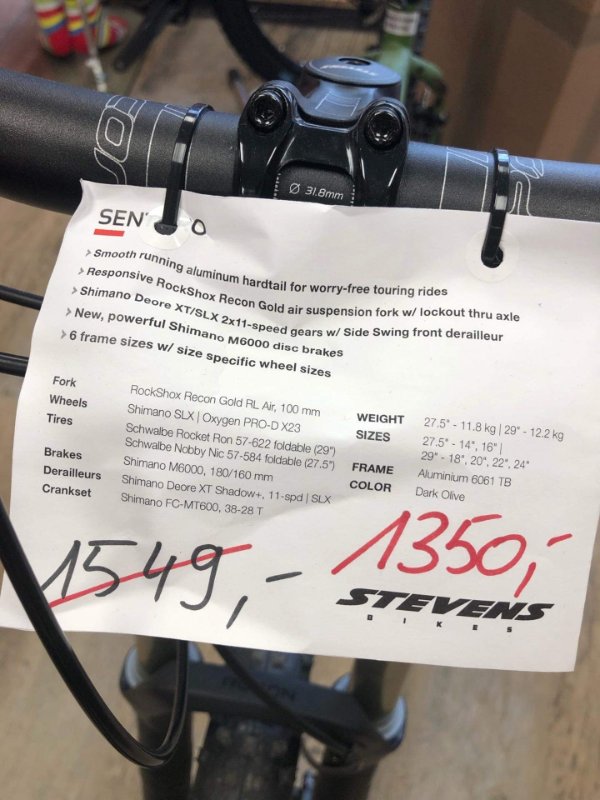 Ø 31.8mm
> Smooth running aluminum hardtail for worry-free touring rides
> Responsive RockShox Recon Gold air suspension fork w/ lockout thru axle
> Shimano Deore XT/SLX 2x11-speed gears w/ Side Swing front derailleur
> New, powerful Shimano M6000 disc brakes
> 6 frame sizes w/ size specific wheel sizes
Fork RockShox Recon Gold RL Air, 100 mm
Wheels Shimano SLX | Oxygen PRO-D X23
Tires Schwalbe Rocket Ron 57-622 foldable (29")
Schwalbe Nobby Nic 57-584 foldable (27.5")
Brakes Shimano M6000, 180/160 mm
Derailleurs Shimano Deore XT Shadow+, 11-spd | SLX
Crankset Shimano FC-MT600, 38-28 T
WEIGHT 27.5" - 11.8 kg | 29" - 12.2 kg
SIZES 27.5" - 14", 16" |
29" - 18", 20", 22", 24"
FRAME Aluminium 6061 TB
COLOR Dark Olive
1549,-
1350,-
STEVENS
BIKES